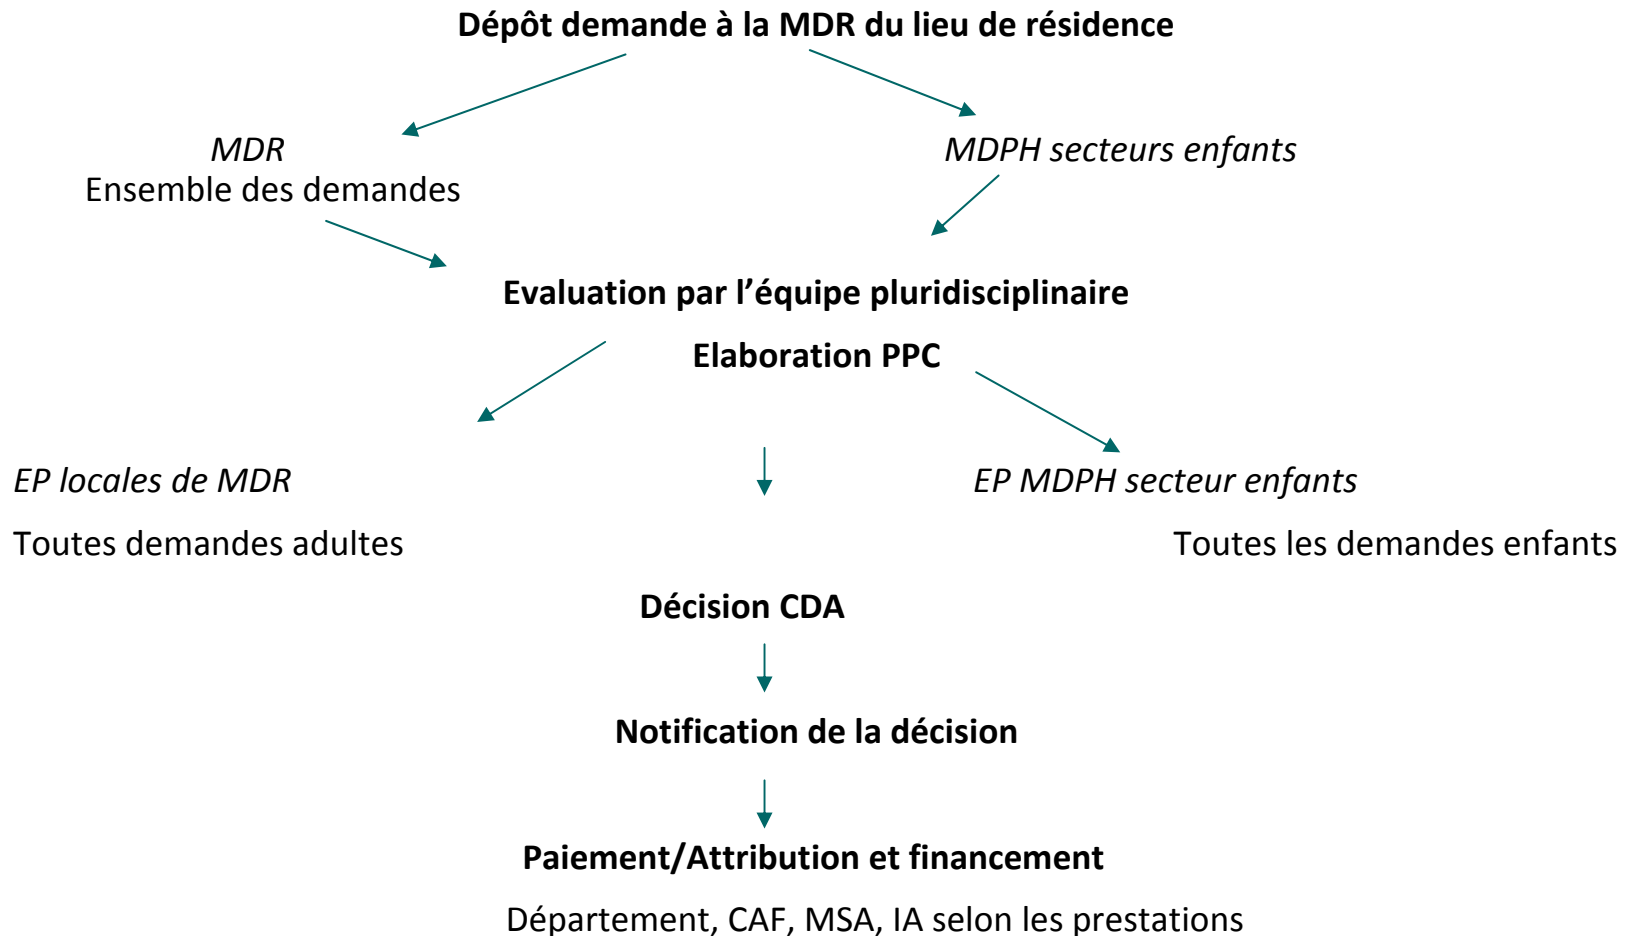 Dépôt demande à la MDR du lieu de résidence
MDR
MDPH secteurs enfants
Ensemble des demandes
Evaluation par l’équipe pluridisciplinaire
Elaboration PPC
EP locales de MDR
EP MDPH secteur enfants
Toutes demandes adultes
Toutes les demandes enfants
Décision CDA
Notification de la décision
Paiement/Attribution et financement
Département, CAF, MSA, IA selon les prestations